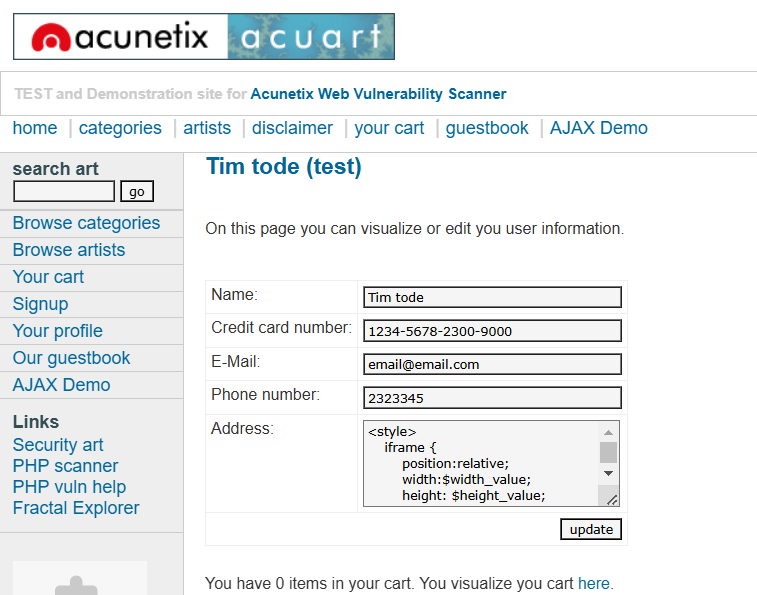 acunetix acuart
TEST and Demonstration site for Acunetix Web Vulnerability Scanner
home | categories | artists | disclaimer | your cart | guestbook | AJAX Demo
search art
go
Browse categories
Browse artists
Your cart
Signup
Your profile
Our guestbook
AJAX Demo
Links
Security art
PHP scanner
PHP vuln help
Fractal Explorer
Tim tode (test)
On this page you can visualize or edit you user information.
Name: Tim tode
Credit card number: 1234-5678-2300-9000
E-Mail: email@email.com
Phone number: 2323345
Address: <style>
iframe {
position:relative;
width:$width_value;
height: $height_value;
update
You have 0 items in your cart. You visualize you cart here.